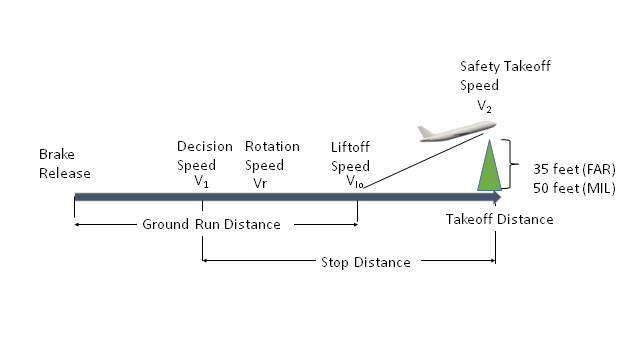 Safety Takeoff
Speed
V2
Decision
Speed
V1
Rotation
Speed
Vr
Liftoff
Speed
Vlo
Brake
Release
35 feet (FAR)
50 feet (MIL)
Ground Run Distance
Takeoff Distance
Stop Distance